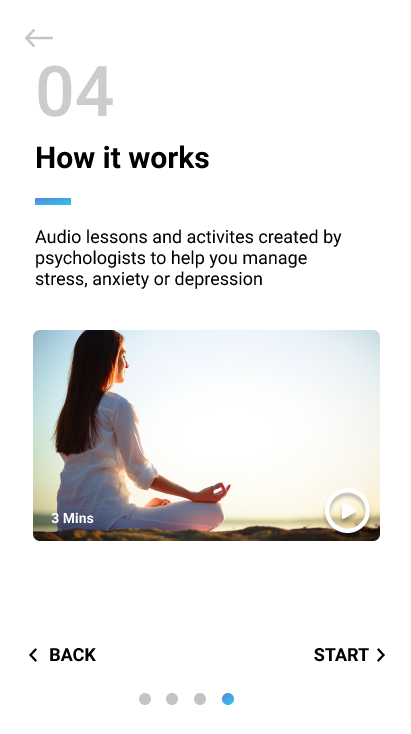 04
How it works
Audio lessons and activites created by
psychologists to help you manage
stress, anxiety or depression
3 Mins
BACK
START